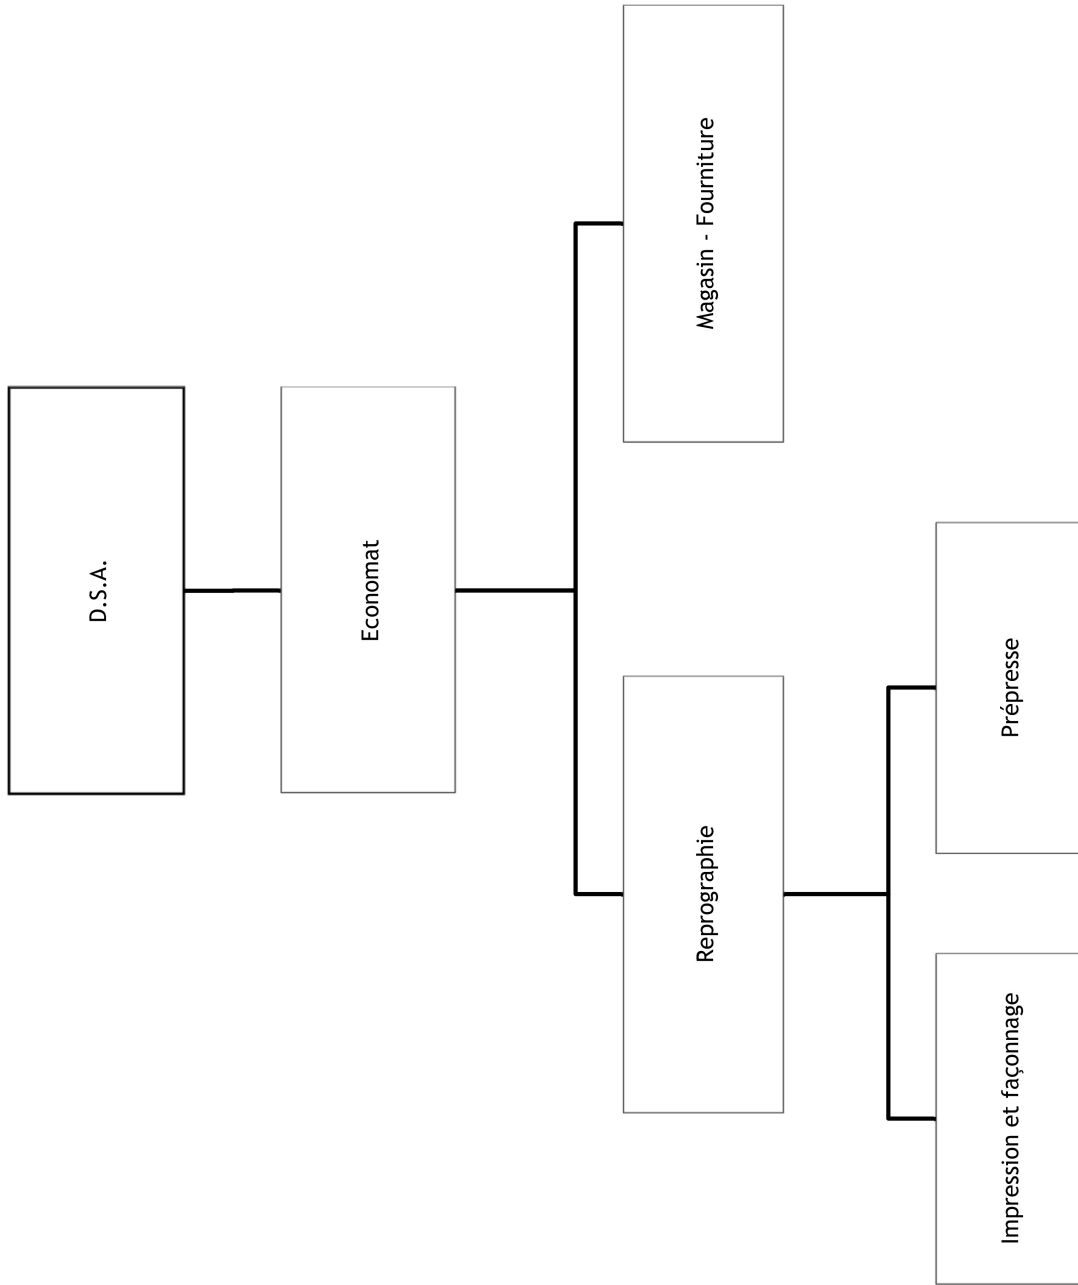 D.S.A.
Economat
Reprographie
Magasin - Fourniture
Impression et façonnage
Prépresse